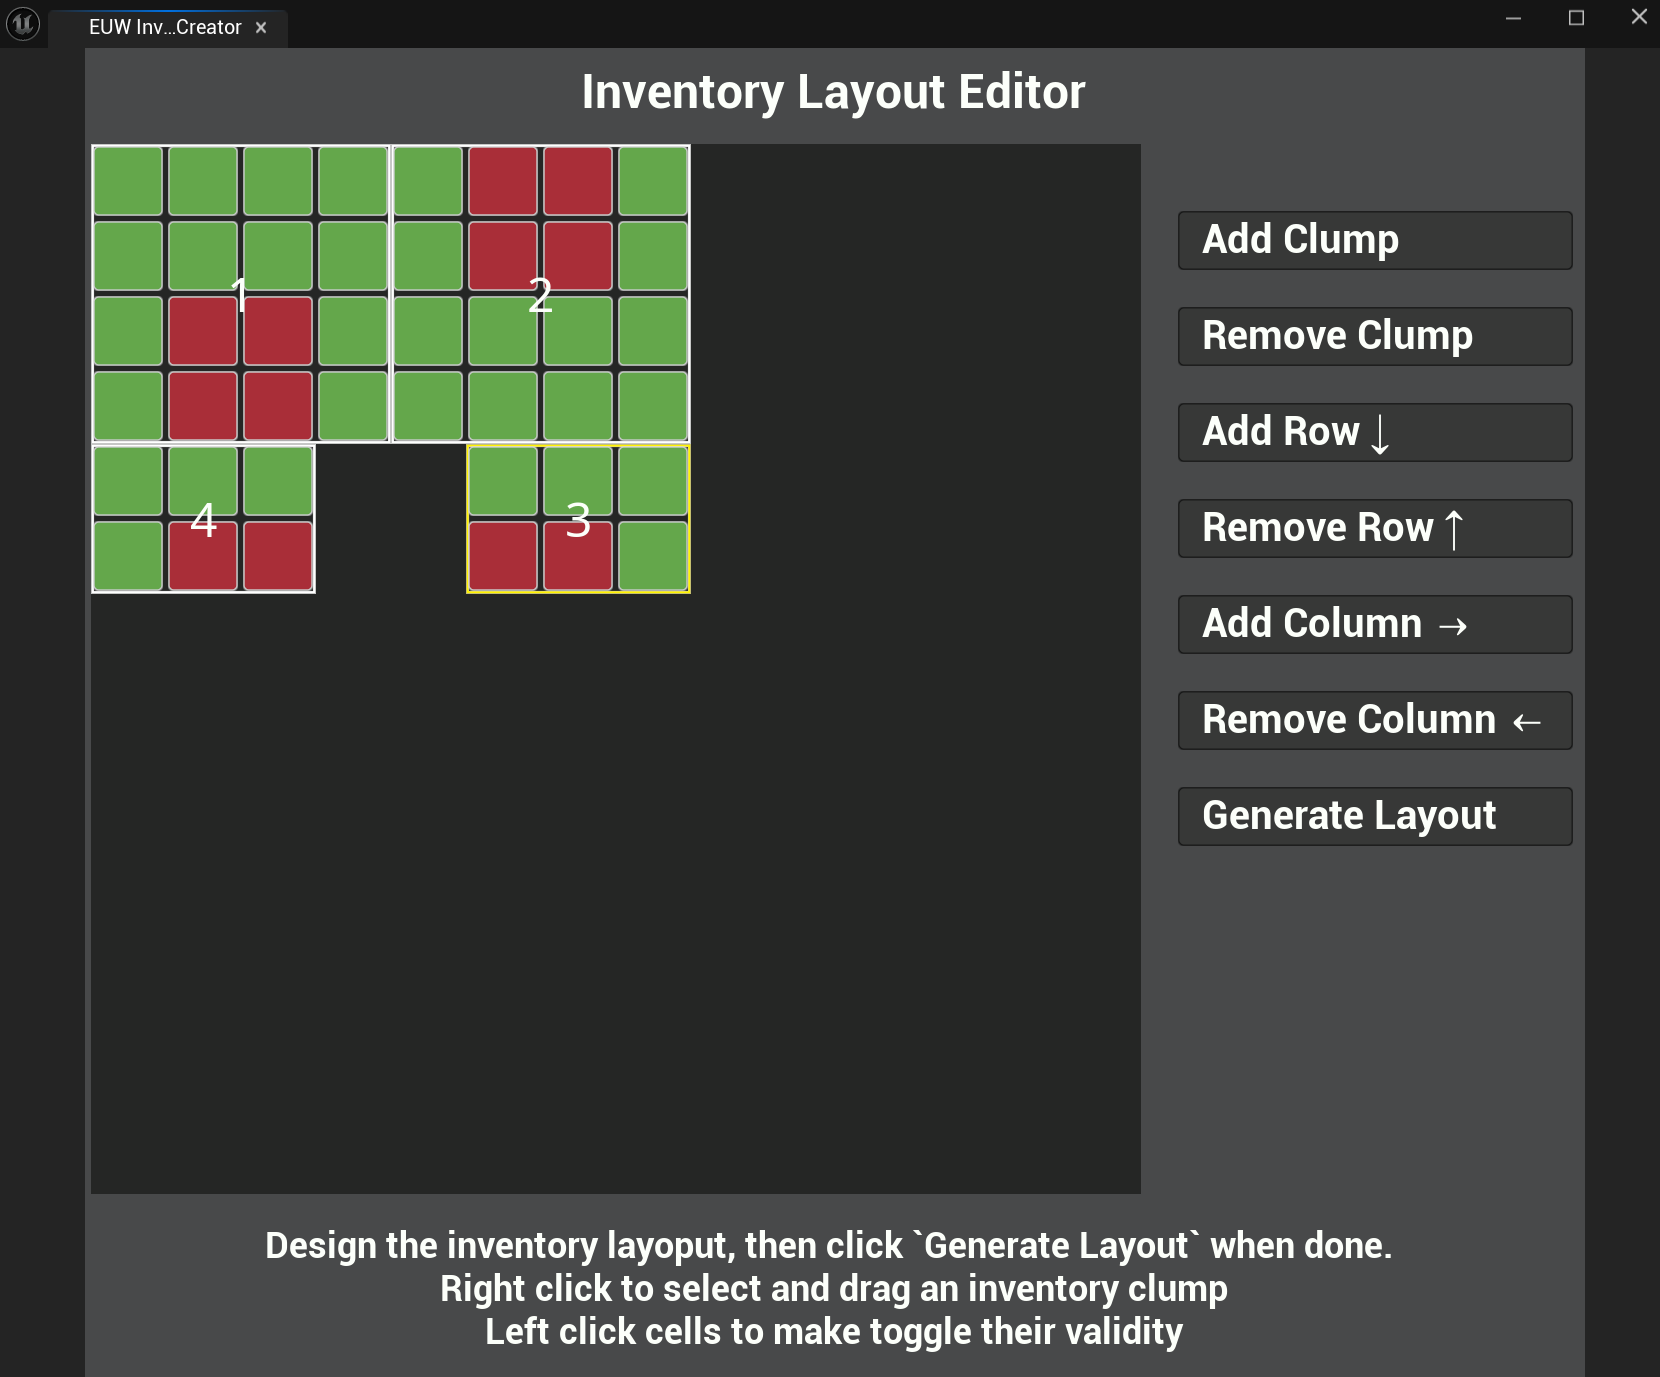 EUW Inv...Creator
Inventory Layout Editor
1
2
4
3
Add Clump
Remove Clump
Add Row ↓
Remove Row ↑
Add Column →
Remove Column ←
Generate Layout
Design the inventory layoput, then click `Generate Layout` when done.
Right click to select and drag an inventory clump
Left click cells to make toggle their validity